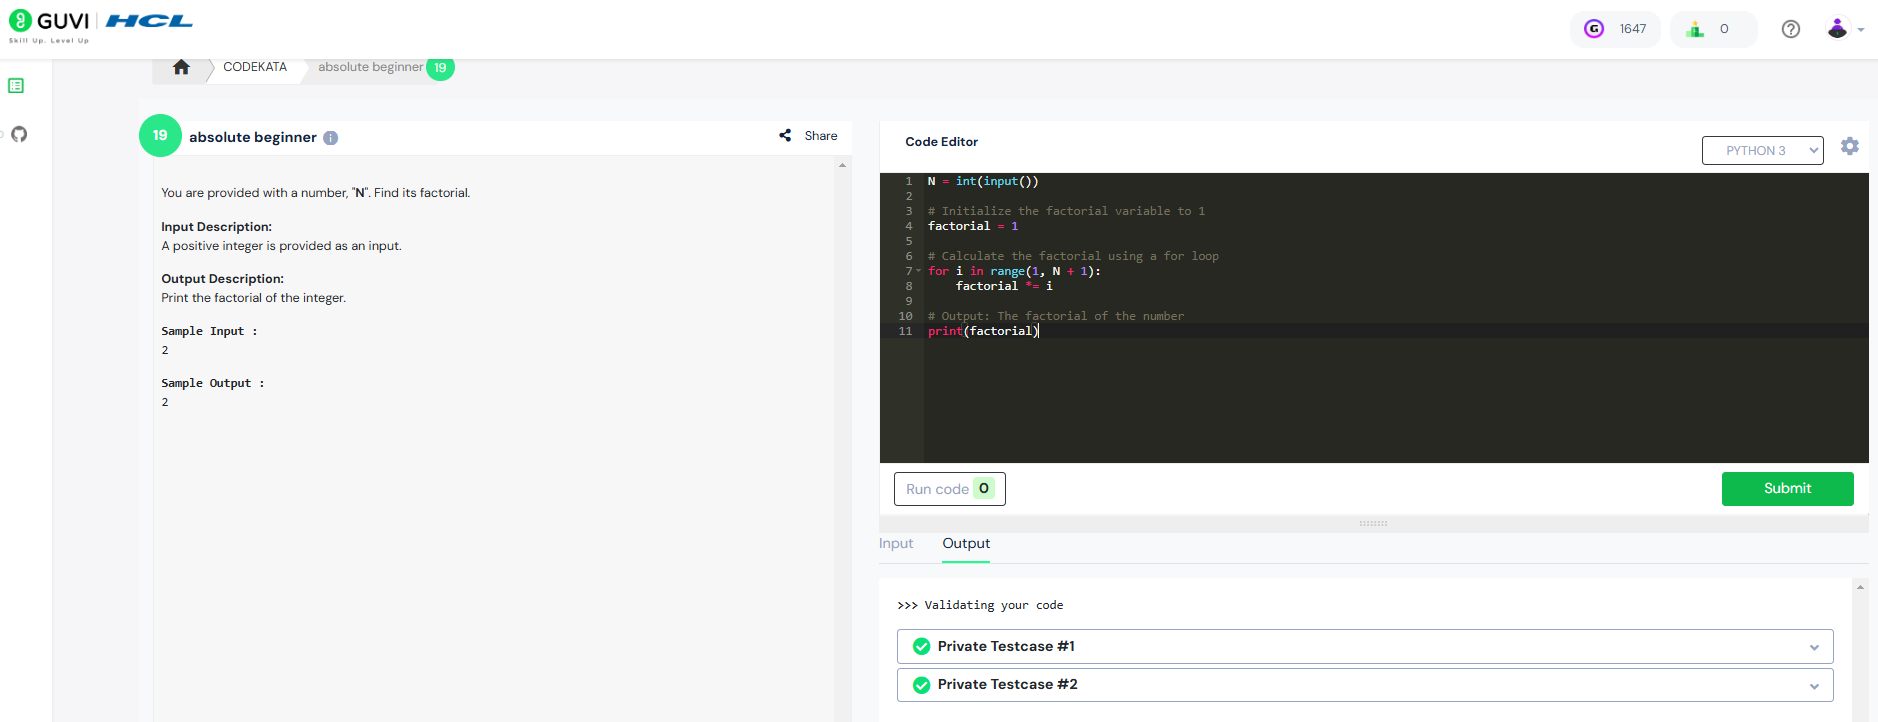 GUVI HCL
Skill Up. Level Up
1647
0
CODEKATA
absolute beginner 19
19 absolute beginner
Share
You are provided with a number, "N". Find its factorial.
Input Description:
A positive integer is provided as an input.
Output Description:
Print the factorial of the integer.
Sample Input :
2
Sample Output :
2
Code Editor
PYTHON 3
1 N = int(input())
2
3 # Initialize the factorial variable to 1
4 factorial = 1
5
6 # Calculate the factorial using a for loop
7 for i in range(1, N + 1):
8     factorial *= i
9
10 # Output: The factorial of the number
11 print(factorial)
Run code 0
Submit
Input Output
>>> Validating your code
Private Testcase #1
Private Testcase #2